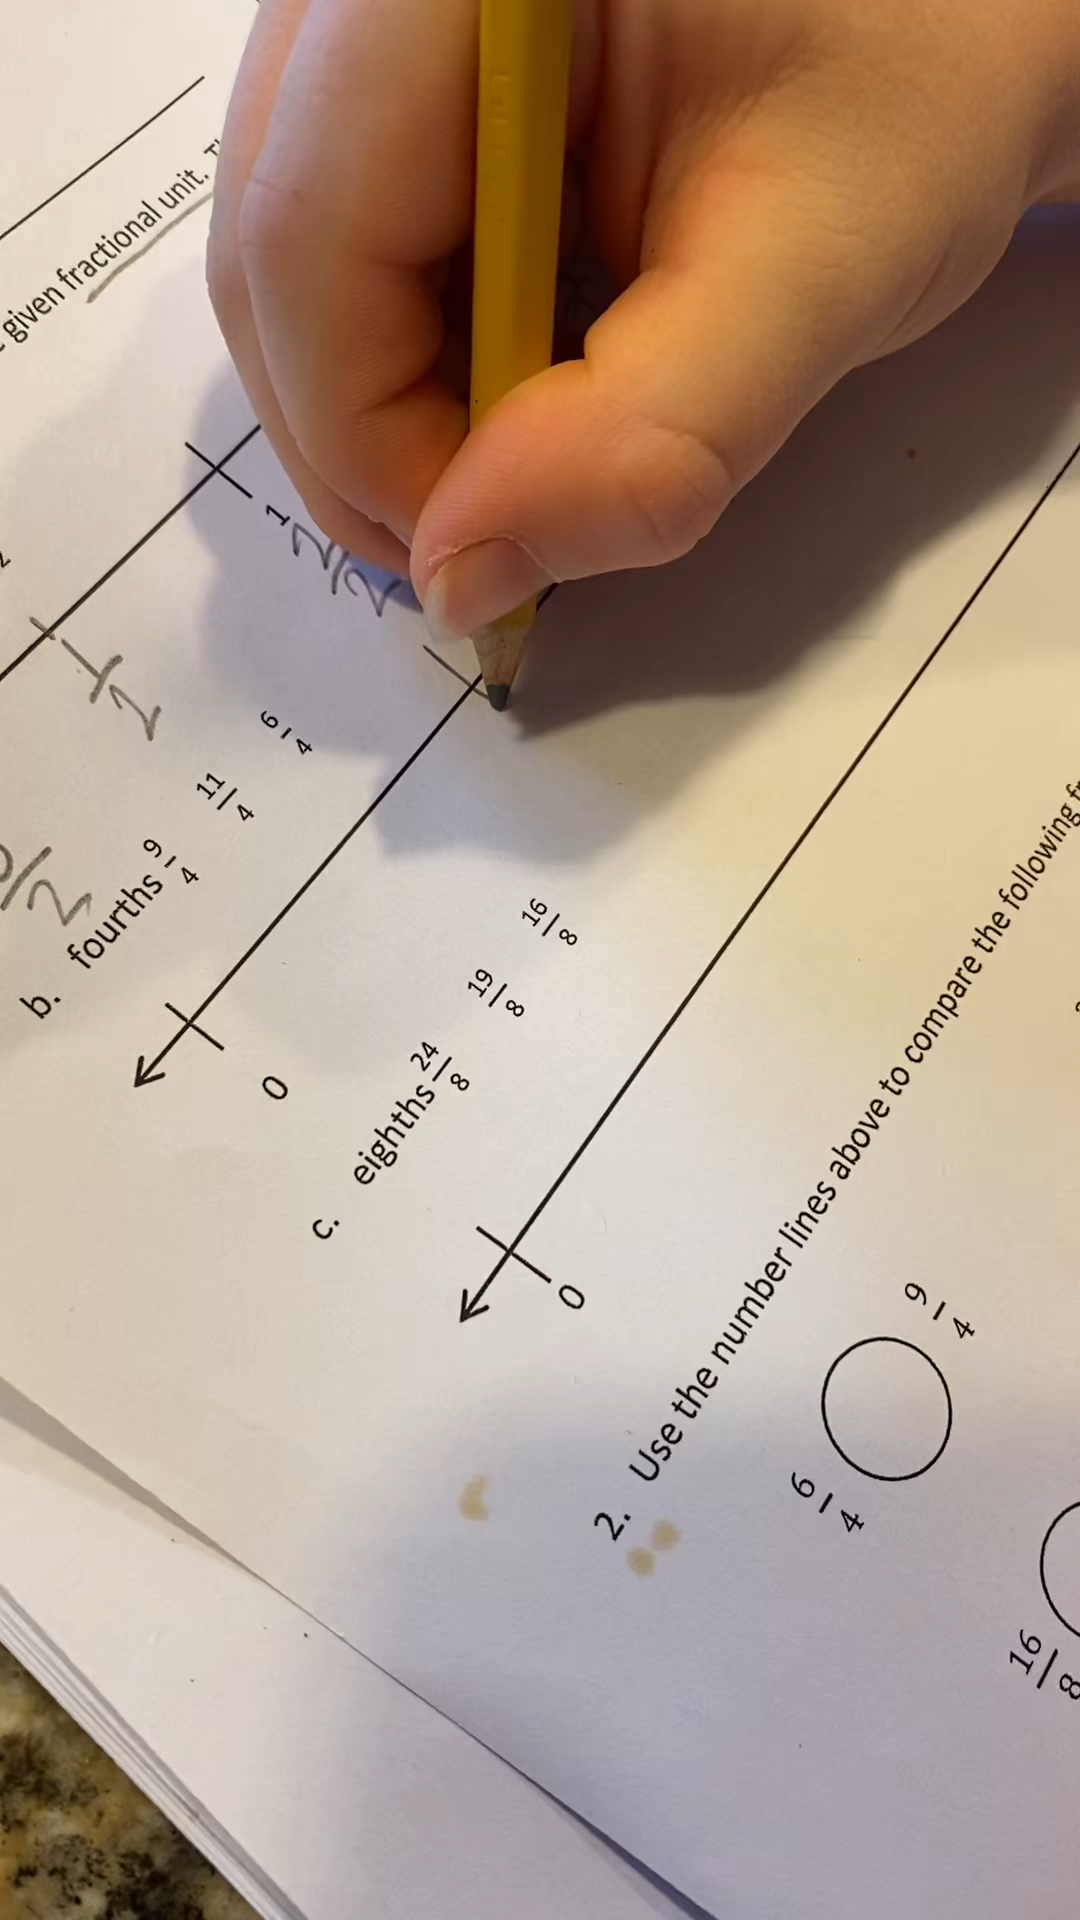 given fractional unit.
1
1/2
2/2
b. fourths 9/4 11/4 6/4
0
c. eighths 24/8 19/8 16/8
0
2. Use the number lines above to compare the following
6/4 9/4
16/8